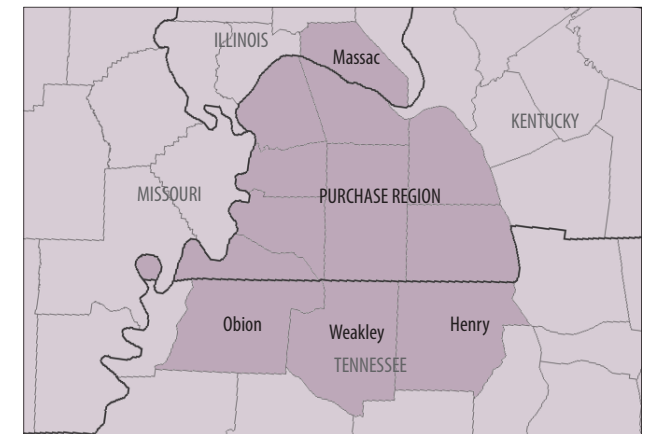 ILLINOIS
Massac
KENTUCKY
MISSOURI
PURCHASE REGION
Obion
Weakley
Henry
TENNESSEE